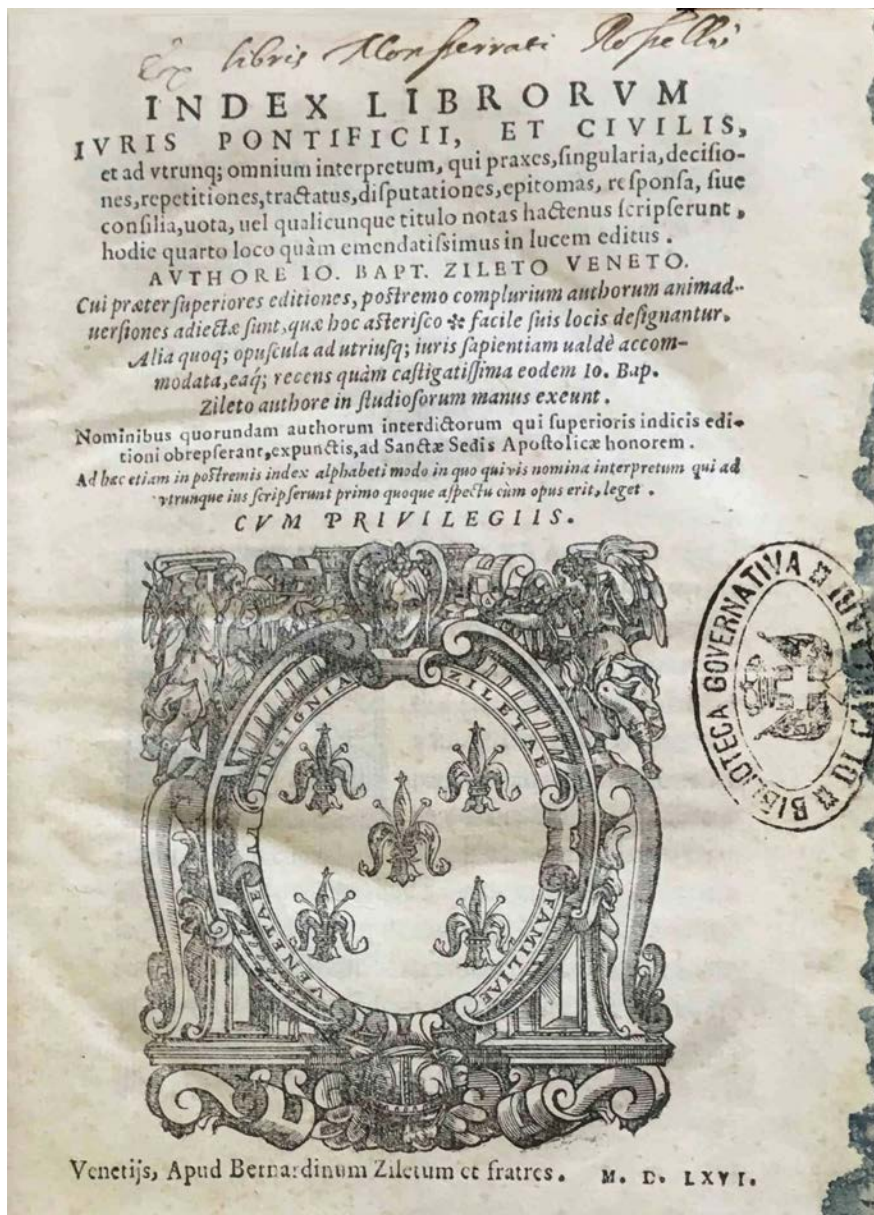 Ex libris Monserrati Rossellò
INDEX LIBRORVM
IVRIS PONTIFICII, ET CIVILIS,
et ad vtrunq; omnium interpretum, qui praxes, ſingularia, deciſio-
nes, repetitiones, tractatus, diſputationes, epitomas, reſponſa, ſiue
conſilia, uota, uel qualicunque titulo notas hactenus ſcripſerunt,
hodie quarto loco quàm emendatiſsimus in lucem editus.
AVTHORE IO. BAPT. ZILETO VENETO.
Cui præter ſuperiores editiones, poſtremo complurium authorum animad-
uerſiones adiectæ ſunt, quæ hoc aſteriſco ✲ facile ſuis locis deſignantur.
Alia quoq; opuſcula ad utriuſq; iuris ſapientiam ualdè accom-
modata, eaq́; recens quàm caſtigatiſſima eodem Io. Bap.
Zileto authore in ſtudioſorum manus exeunt.
Nominibus quorundam authorum interdictorum qui ſuperioris indicis edi-
tioni obrepſerant, expunctis, ad Sanctæ Sedis Apoſtolicæ honorem.
Ad hæc etiam in poſtremis index alphabeti modo in quo quiuis nomina interpretum qui ad
vtrunque ius ſcripſerunt primo quoque aſpectu cùm opus erit, leget.
CVM PRIVILEGIIS.
INSIGNIA ZILETAE
VENETAE FAMILIAE
BIBLIOTECA GOVERNATIVA
DI CAGLIARI
Venetijs, Apud Bernardinum Ziletum et fratres. M. D. LXVI.